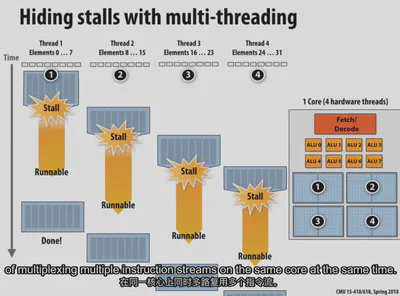 Hiding stalls with multi-threading
Time
Thread 1
Elements 0 … 7
Thread 2
Elements 8 … 15
Thread 3
Elements 16 … 23
Thread 4
Elements 24 … 31
1
2
3
4
Stall
Stall
Stall
Stall
Runnable
Runnable
Runnable
Runnable
Done!
1 Core (4 hardware threads)
Fetch/
Decode
ALU 0
ALU 1
ALU 2
ALU 3
ALU 4
ALU 5
ALU 6
ALU 7
1
2
3
4
of multiplexing multiple instruction streams on the same core at the same time.
在同一核心上同时多路复用多个指令流。
CMU 15-418/618, Spring 2018